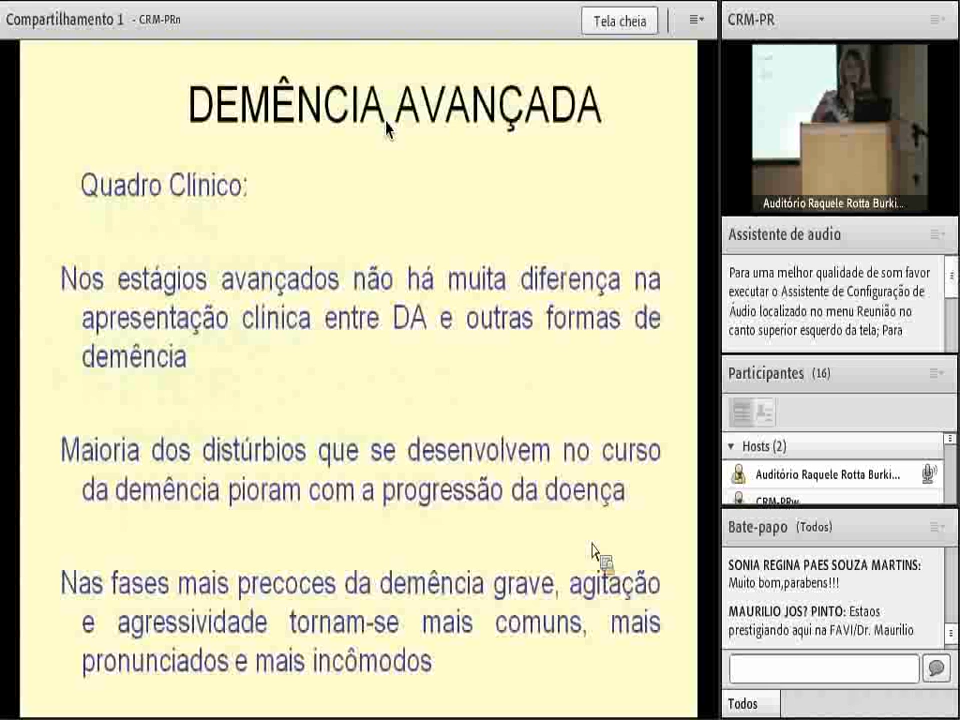 Compartilhamento 1 - CRM-PRn
Tela cheia
DEMÊNCIA AVANÇADA
Quadro Clínico:
Nos estágios avançados não há muita diferença na
apresentação clínica entre DA e outras formas de
demência
Maioria dos distúrbios que se desenvolvem no curso
da demência pioram com a progressão da doença
Nas fases mais precoces da demência grave, agitação
e agressividade tornam-se mais comuns, mais
pronunciados e mais incômodos
CRM-PR
Auditório Raquele Rotta Burki...
Assistente de audio
Para uma melhor qualidade de som favor
executar o Assistente de Configuração de
Áudio localizado no menu Reunião no
canto superior esquerdo da tela; Para
Participantes (16)
Hosts (2)
Auditório Raquele Rotta Burki...
CRM-PRw
Bate-papo (Todos)
SONIA REGINA PAES SOUZA MARTINS:
Muito bom,parabens!!!
MAURILIO JOS? PINTO: Estaos
prestigiando aqui na FAVI/Dr. Maurilio
Todos